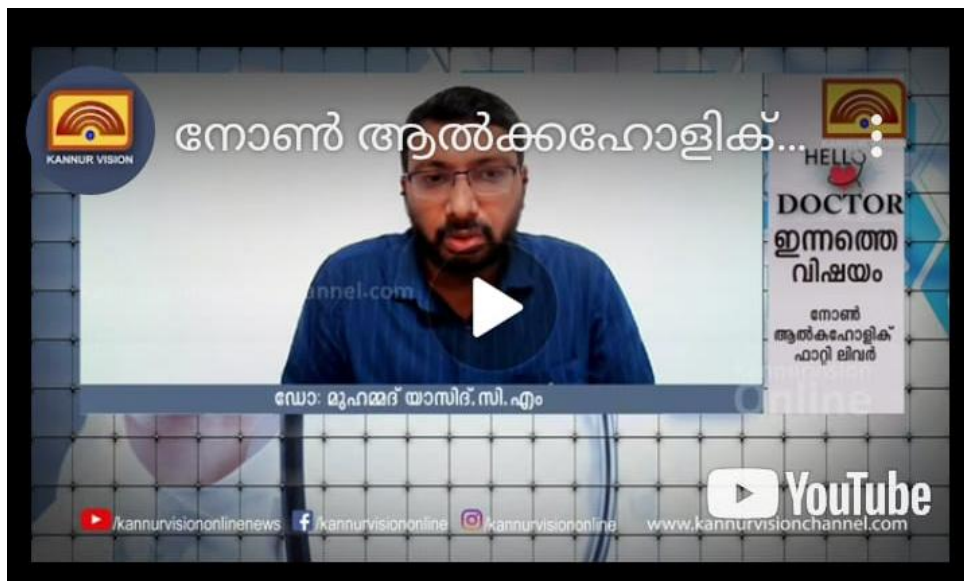 KANNUR VISION
നോൺ ആൽക്കഹോളിക്...
HELLO
DOCTOR
ഇന്നത്തെ
വിഷയം
നോൺ
ആൽകഹോളിക്
ഫാറ്റി ലിവർ
ഡോ: മുഹമ്മദ് യാസിദ്.സി.എം
Online
YouTube
/kannurvisiononlinenews /kannurvisiononline /kannurvisiononline www.kannurvisionchannel.com